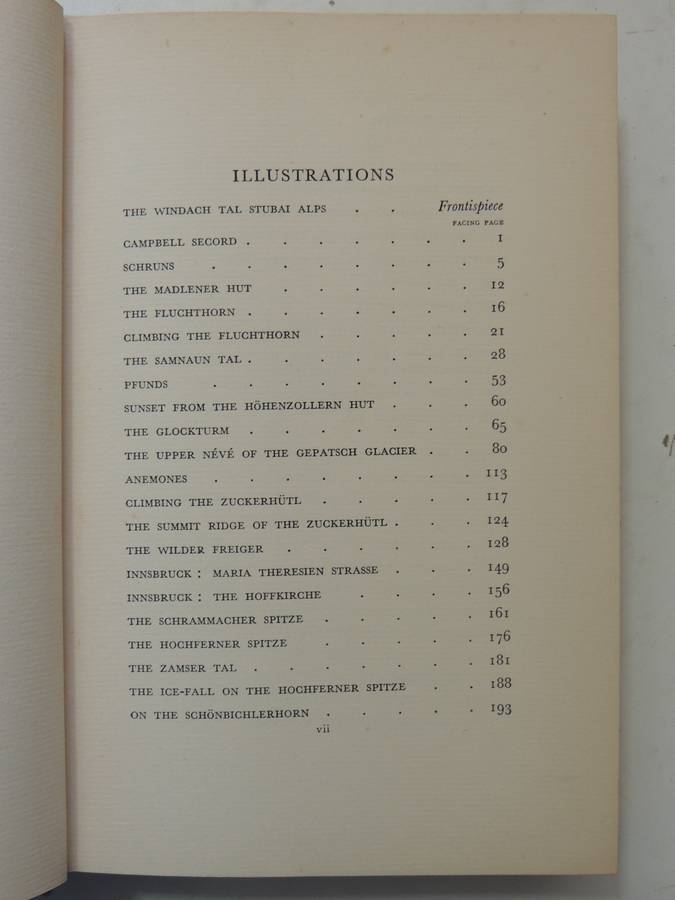 ILLUSTRATIONS
THE WINDACH TAL STUBAI ALPS . . Frontispiece
FACING PAGE
CAMPBELL SECORD . . . . . . . 1
SCHRUNS . . . . . . . 5
THE MADLENER HUT . . . . . . 12
THE FLUCHTHORN . . . . . . . 16
CLIMBING THE FLUCHTHORN . . . . . 21
THE SAMNAUN TAL . . . . . . . 28
PFUNDS . . . . . . . . 53
SUNSET FROM THE HÖHENZOLLERN HUT . . . 60
THE GLOCKTURM . . . . . . . 65
THE UPPER NÉVÉ OF THE GEPATSCH GLACIER . . 80
ANEMONES . . . . . . . . 113
CLIMBING THE ZUCKERHÜTL . . . . . 117
THE SUMMIT RIDGE OF THE ZUCKERHÜTL . . . 124
THE WILDER FREIGER . . . . . . 128
INNSBRUCK : MARIA THERESIEN STRASSE . . . 149
INNSBRUCK : THE HOFFKIRCHE . . . . 156
THE SCHRAMMACHER SPITZE . . . . . 161
THE HOCHFERNER SPITZE . . . . . 176
THE ZAMSER TAL . . . . . . . 181
THE ICE-FALL ON THE HOCHFERNER SPITZE . . 188
ON THE SCHÖNBICHLERHORN . . . . . 193
vii